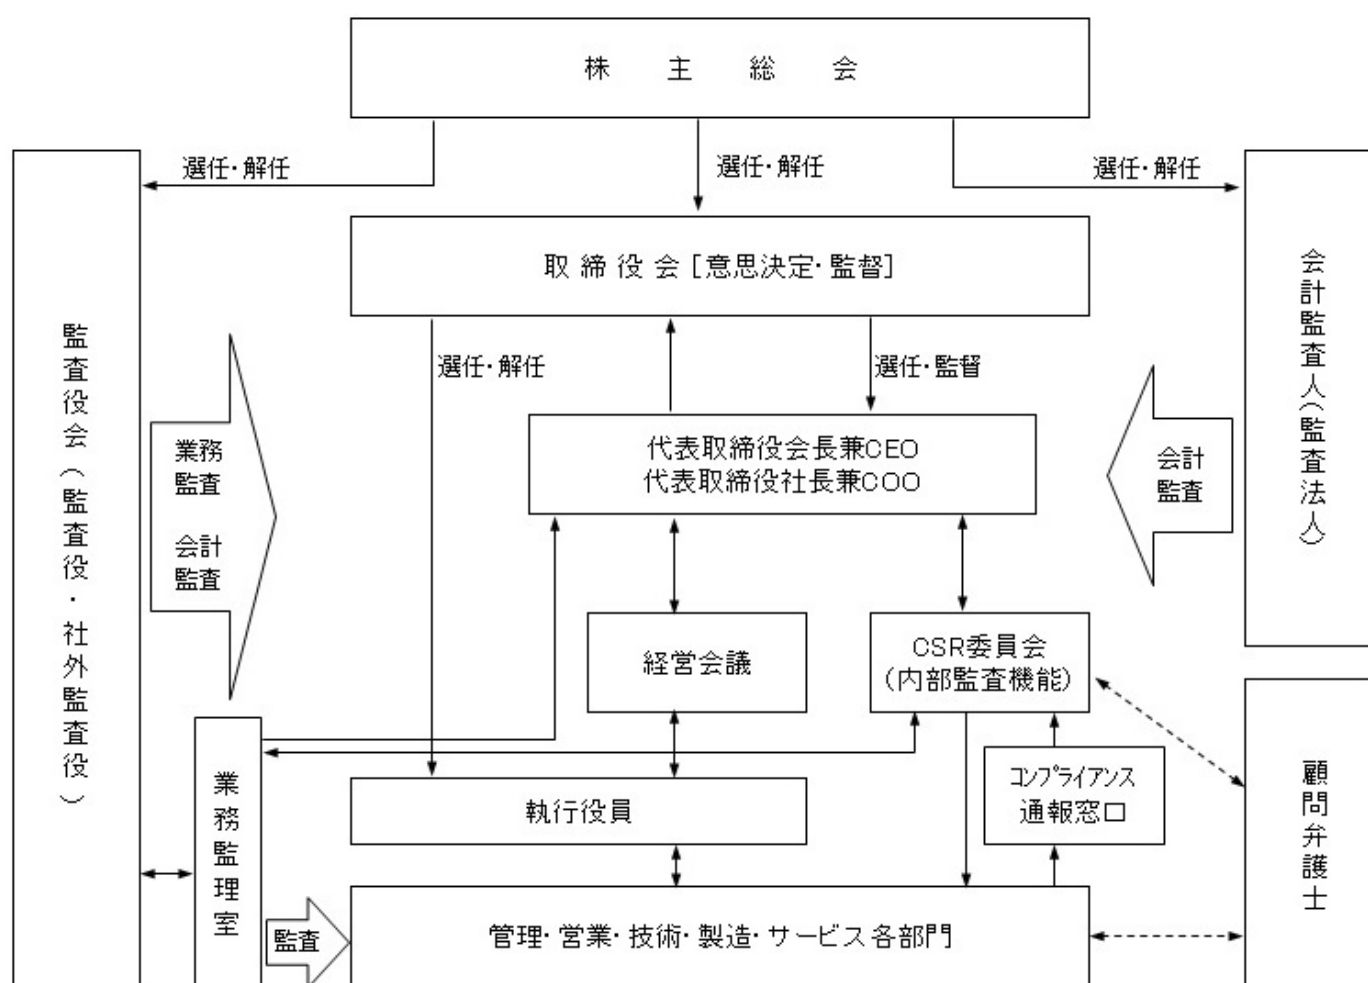 株主総会
選任・解任
選任・解任
選任・解任
取締役会[意思決定・監督]
監査役会(監査役・社外監査役)
会計監査人(監査法人)
選任・解任
選任・監督
業務
監査
会計
監査
代表取締役会長兼CEO
代表取締役社長兼COO
会計
監査
経営会議
CSR委員会
(内部監査機能)
業務監理室
執行役員
コンプライアンス
通報窓口
顧問弁護士
監査
管理・営業・技術・製造・サービス各部門